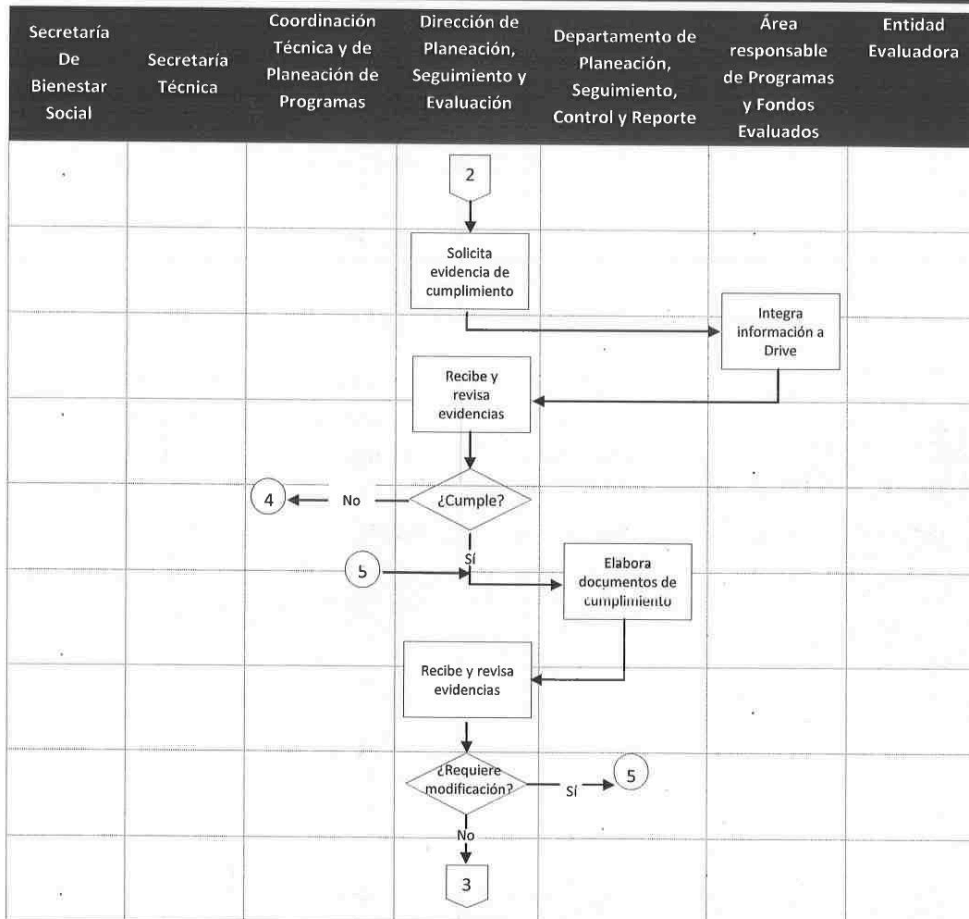 Secretaría
De
Bienestar
Social
Secretaría
Técnica
Coordinación
Técnica y de
Planeación de
Programas
Dirección de
Planeación,
Seguimiento y
Evaluación
Departamento de
Planeación,
Seguimiento,
Control y Reporte
Área
responsable
de Programas
y Fondos
Evaluados
Entidad
Evaluadora
2
Solicita
evidencia de
cumplimiento
Integra
información a
Drive
Recibe y
revisa
evidencias
4
No
¿Cumple?
Sí
5
Elabora
documentos de
cumplimiento
Recibe y revisa
evidencias
¿Requiere
modificación?
Sí
5
No
3